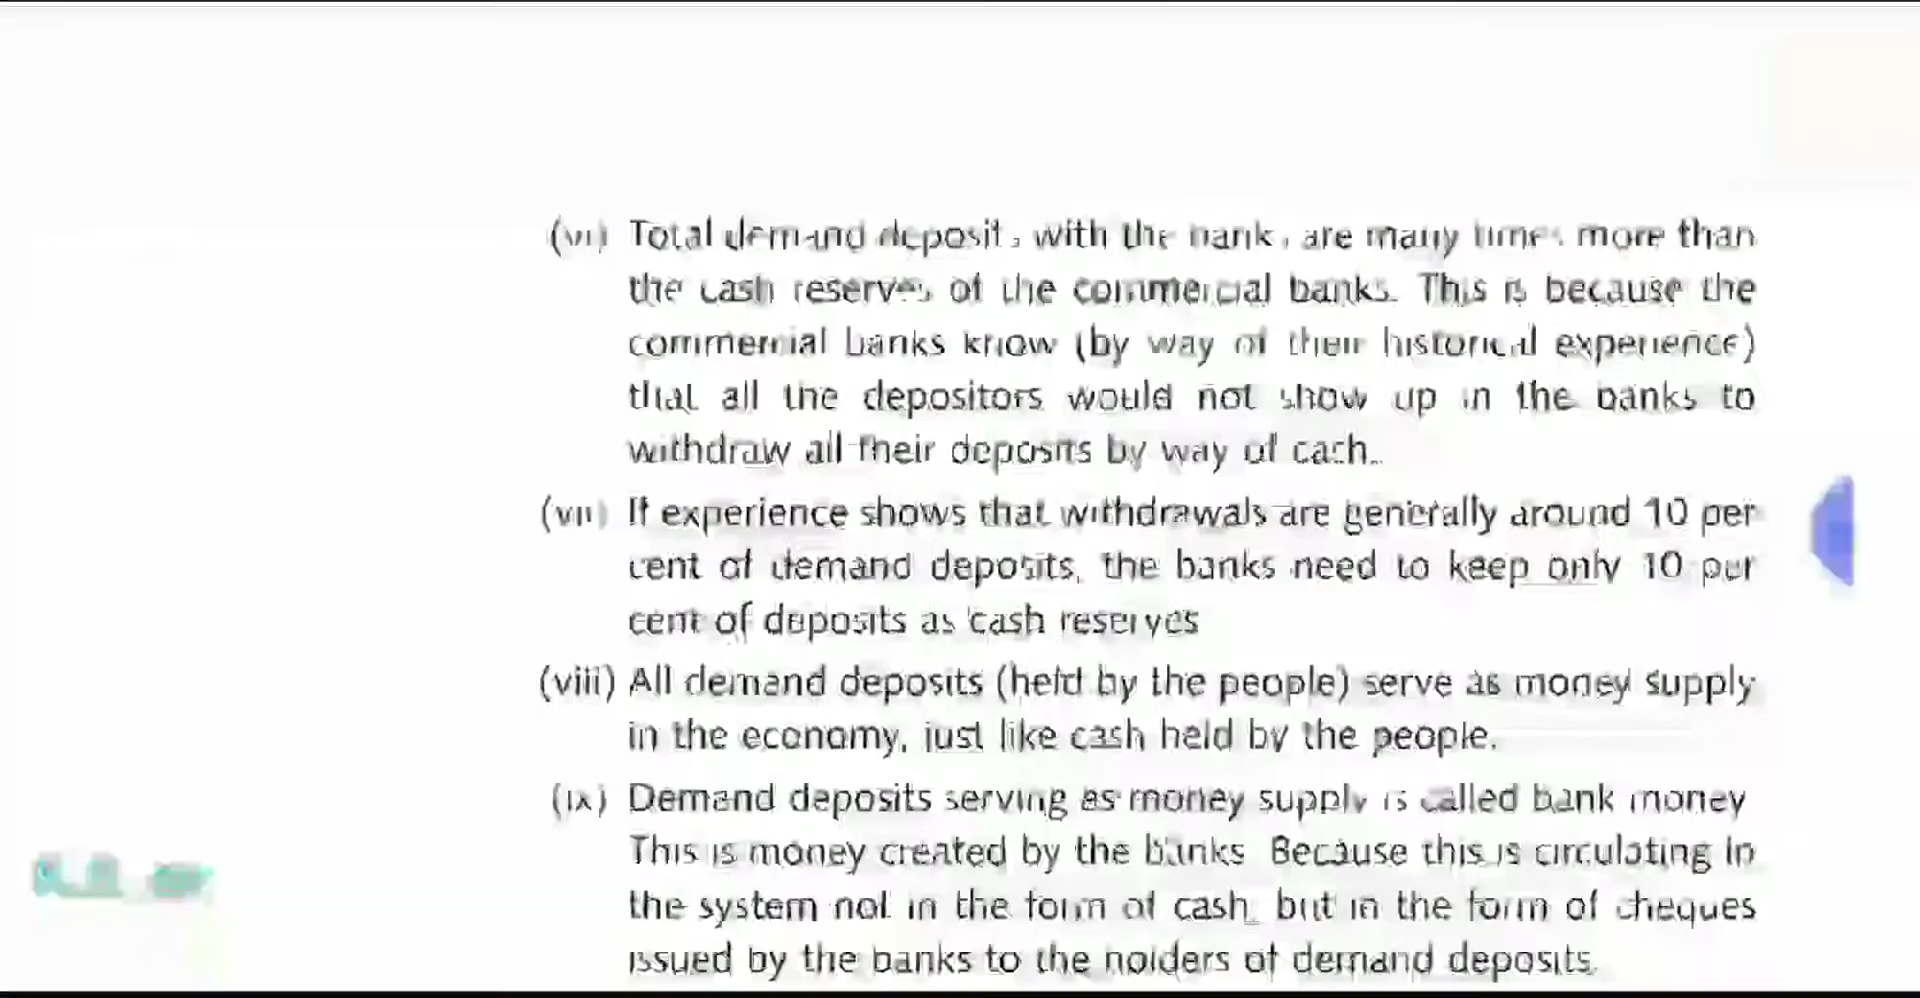 (vi) Total demand deposits with the banks are many times more than
the cash reserves of the commercial banks. This is because the
commercial banks know (by way of their historical experience)
that all the depositors would not show up in the banks to
withdraw all their deposits by way of cash.
(vii) If experience shows that withdrawals are generally around 10 per
cent of demand deposits, the banks need to keep only 10 per
cent of deposits as cash reserves
(viii) All demand deposits (held by the people) serve as money supply
in the economy, just like cash held by the people.
(ix) Demand deposits serving as money supply is called bank money
This is money created by the banks Because this is circulating in
the system not in the form of cash but in the form of cheques
issued by the banks to the holders of demand deposits.